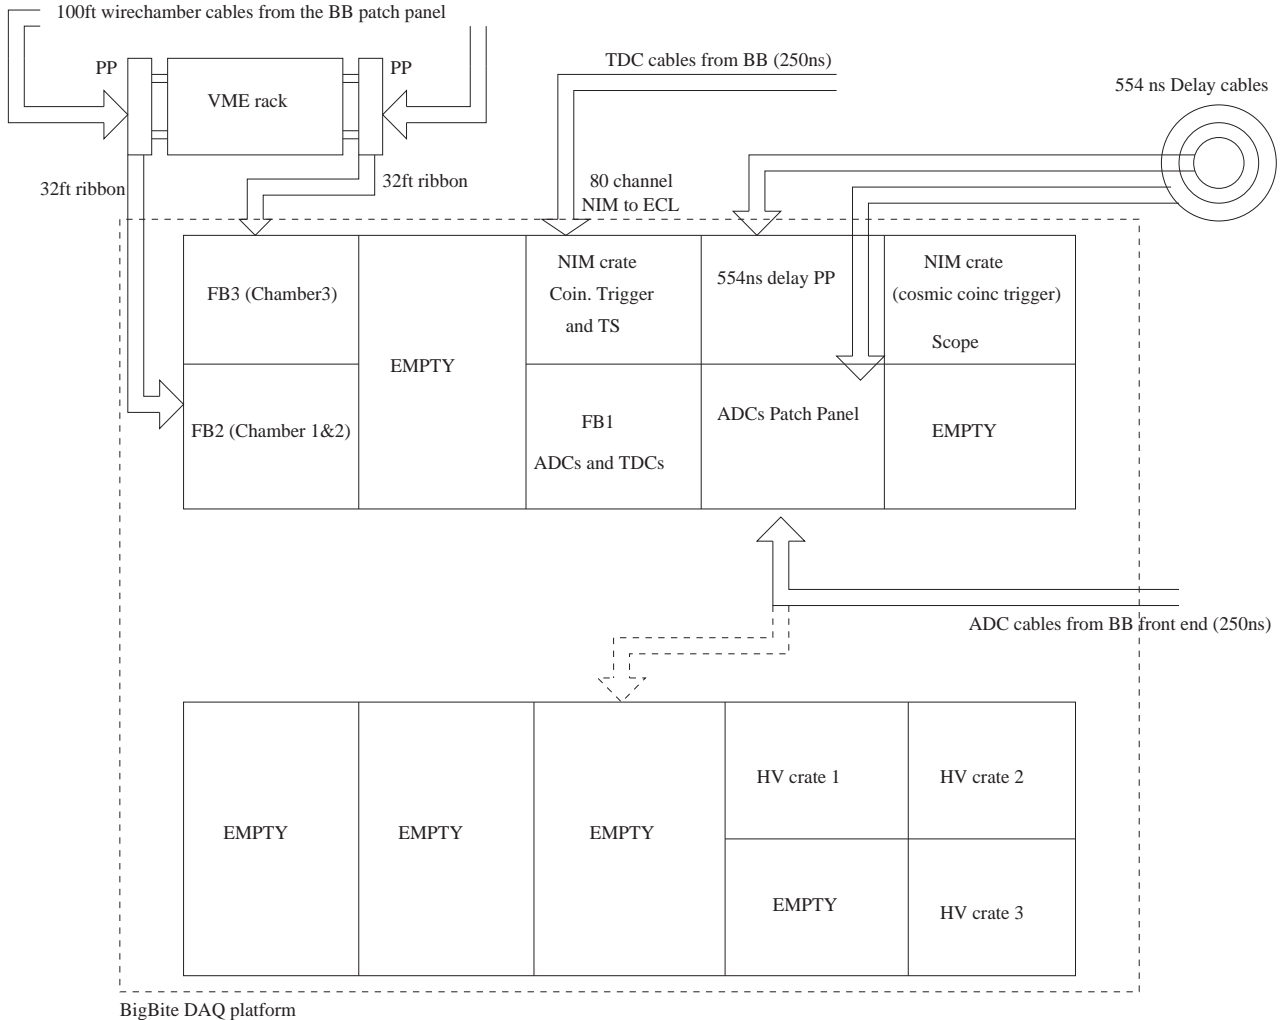 100ft wirechamber cables from the BB patch panel
PP
PP
VME rack
TDC cables from BB (250ns)
554 ns Delay cables
32ft ribbon
32ft ribbon
80 channel
NIM to ECL
FB3 (Chamber3)
EMPTY
NIM crate
Coin. Trigger
and TS
554ns delay PP
NIM crate
(cosmic coinc trigger)
Scope
FB2 (Chamber 1&2)
FB1
ADCs and TDCs
ADCs Patch Panel
EMPTY
ADC cables from BB front end (250ns)
EMPTY
EMPTY
EMPTY
HV crate 1
HV crate 2
EMPTY
HV crate 3
BigBite DAQ platform